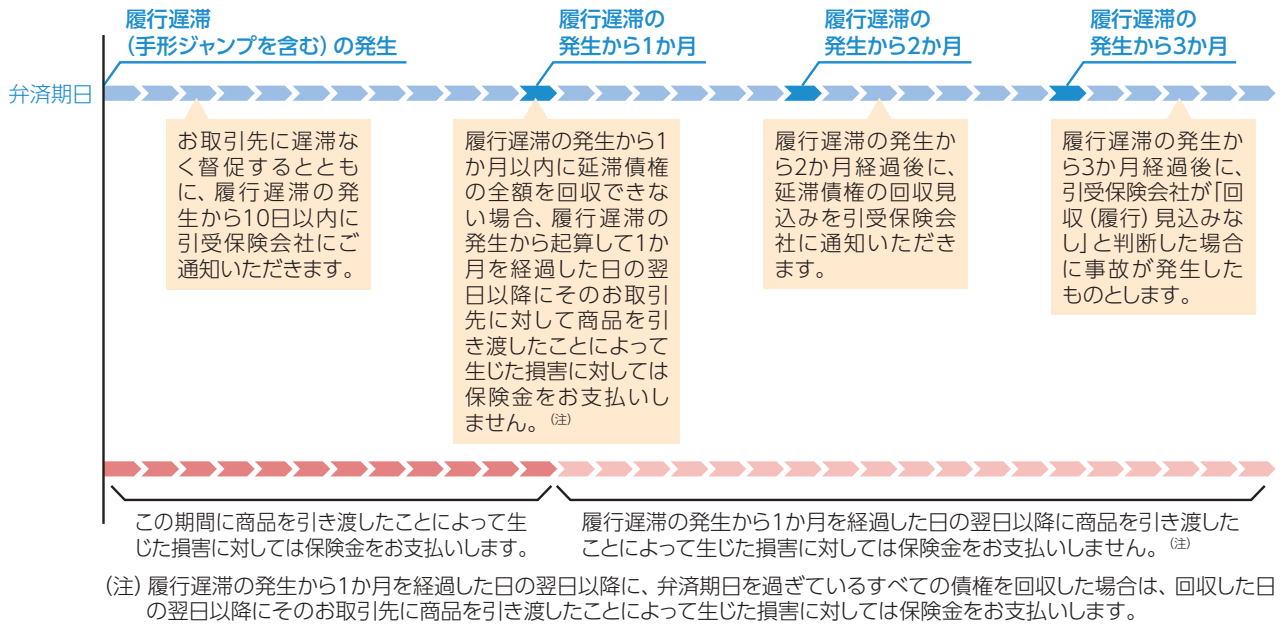 履行遅滞
(手形ジャンプを含む)の発生
履行遅滞の
発生から1か月
履行遅滞の
発生から2か月
履行遅滞の
発生から3か月
弁済期日
お取引先に遅滞な
く督促するととも
に、履行遅滞の発
生から10日以内に
引受保険会社にご
通知いただきます。
履行遅滞の発生から1
か月以内に延滞債権
の全額を回収できな
い場合、履行遅滞の
発生から起算して1か
月を経過した日の翌
日以降にそのお取引
先に対して商品を引
き渡したことによって
生じた損害に対しては
保険金をお支払いし
ません。(注)
履行遅滞の発生か
ら2か月経過後に、
延滞債権の回収見
込みを引受保険会
社に通知いただき
ます。
履行遅滞の発生か
ら3か月経過後に、
引受保険会社が「回
収(履行)見込みな
し」と判断した場合
に事故が発生した
ものとします。
この期間に商品を引き渡したことによって生
じた損害に対しては保険金をお支払いします。
履行遅滞の発生から1か月を経過した日の翌日以降に商品を引き渡した
ことによって生じた損害に対しては保険金をお支払いしません。(注)
(注)履行遅滞の発生から1か月を経過した日の翌日以降に、弁済期日を過ぎているすべての債権を回収した場合は、回収した日
の翌日以降にそのお取引先に商品を引き渡したことによって生じた損害に対しては保険金をお支払いします。